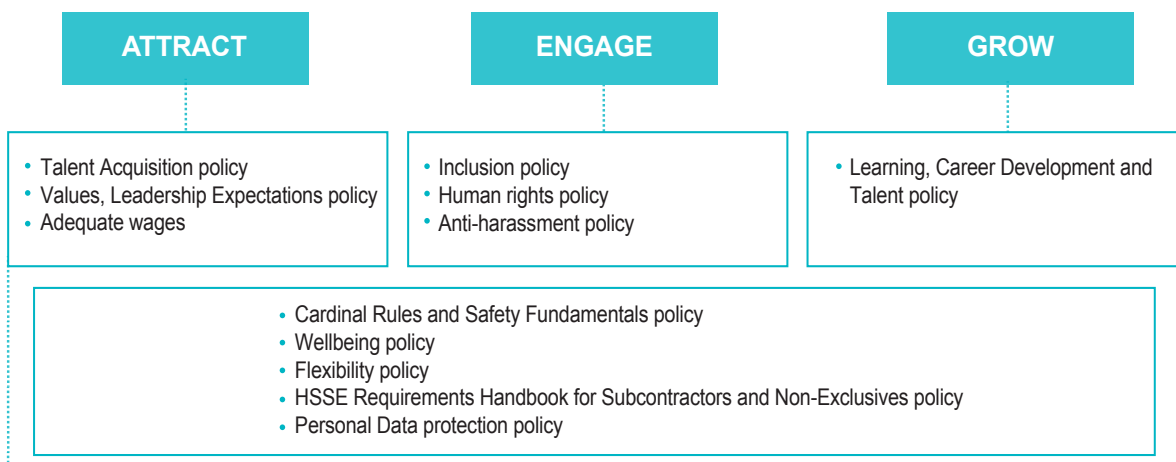 ATTRACT
ENGAGE
GROW
• Talent Acquisition policy
• Values, Leadership Expectations policy
• Adequate wages
• Inclusion policy
• Human rights policy
• Anti-harassment policy
• Learning, Career Development and
Talent policy
• Cardinal Rules and Safety Fundamentals policy
• Wellbeing policy
• Flexibility policy
• HSSE Requirements Handbook for Subcontractors and Non-Exclusives policy
• Personal Data protection policy